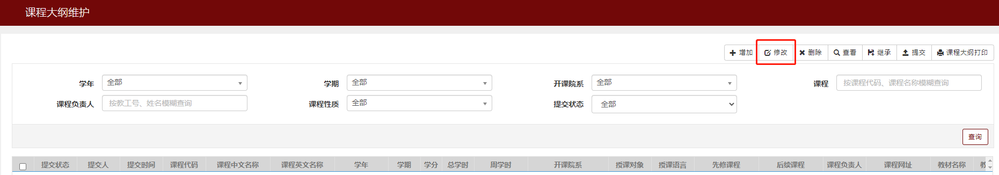 课程大纲维护
增加 修改 删除 查看 继承 提交 课程大纲打印
学年 全部 学期 全部 开课院系 全部 课程 按课程代码、课程名称模糊查询
课程负责人 按教工号、姓名模糊查询 课程性质 全部 提交状态 全部
查询
提交状态 提交人 提交时间 课程代码 课程中文名称 课程英文名称 学年 学期 学分 总学时 周学时 开课院系 授课对象 授课语言 先修课程 后续课程 课程负责人 课程网址 教材名称